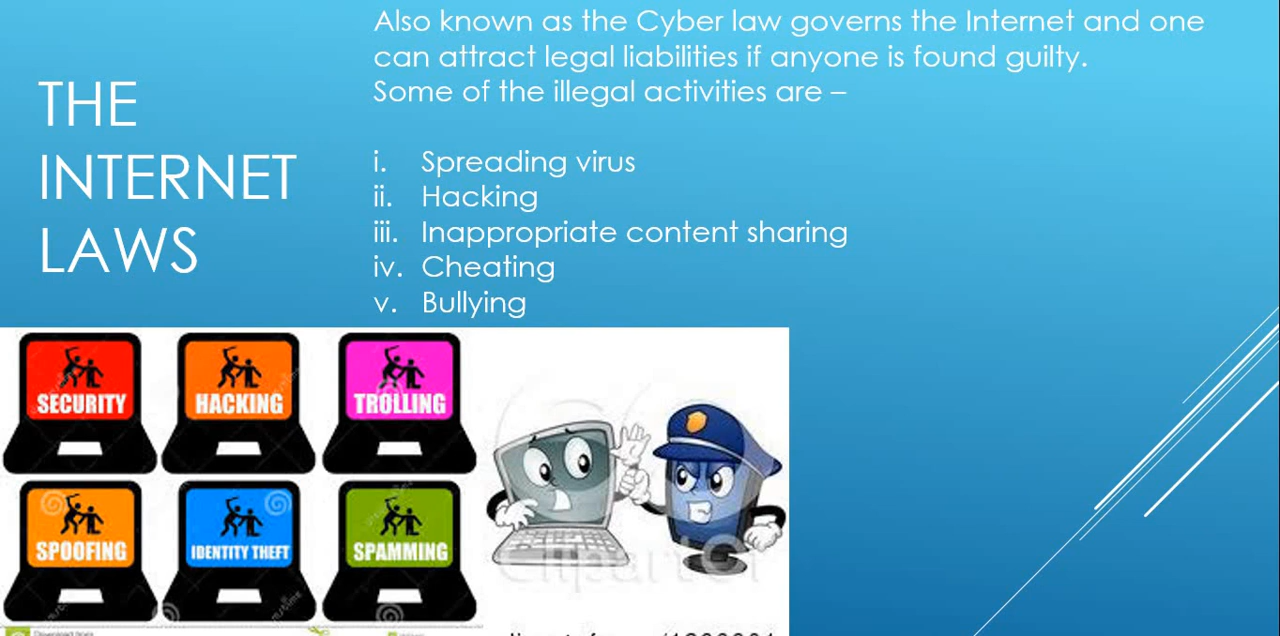 THE
INTERNET
LAWS
Also known as the Cyber law governs the Internet and one
can attract legal liabilities if anyone is found guilty.
Some of the illegal activities are –
i. Spreading virus
ii. Hacking
iii. Inappropriate content sharing
iv. Cheating
v. Bullying
SECURITY
HACKING
TROLLING
SPOOFING
IDENTITY THEFT
SPAMMING